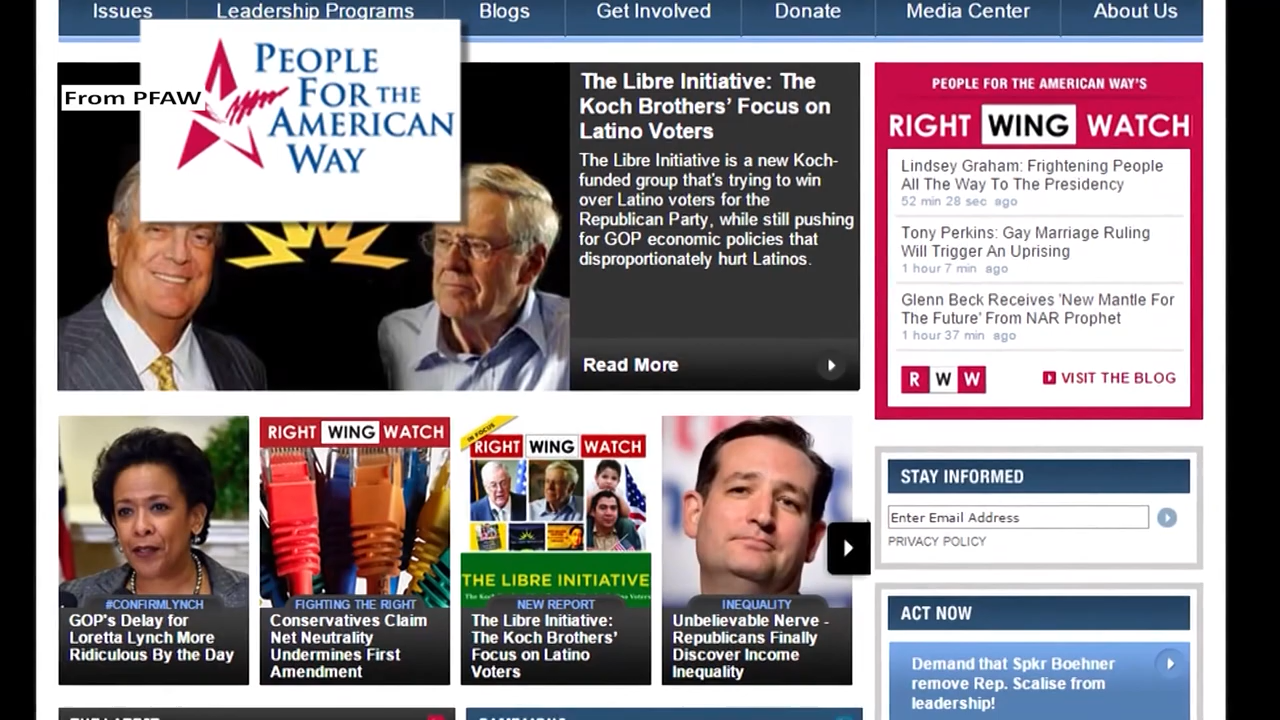 Issues
Leadership Programs
Blogs
Get Involved
Donate
Media Center
About Us
From PFAW
PEOPLE
FOR THE
AMERICAN
WAY
The Libre Initiative: The
Koch Brothers' Focus on
Latino Voters
The Libre Initiative is a new Koch-
funded group that's trying to win
over Latino voters for the
Republican Party, while still pushing
for GOP economic policies that
disproportionately hurt Latinos.
Read More
PEOPLE FOR THE AMERICAN WAY'S
RIGHT WING WATCH
Lindsey Graham: Frightening People
All The Way To The Presidency
52 min 28 sec ago
Tony Perkins: Gay Marriage Ruling
Will Trigger An Uprising
1 hour 7 min ago
Glenn Beck Receives 'New Mantle For
The Future' From NAR Prophet
1 hour 37 min ago
R W W
VISIT THE BLOG
#CONFIRMLYNCH
GOP's Delay for
Loretta Lynch More
Ridiculous By the Day
RIGHT WING WATCH
FIGHTING THE RIGHT
Conservatives Claim
Net Neutrality
Undermines First
Amendment
IN FOCUS
RIGHT WING WATCH
THE LIBRE INITIATIVE
NEW REPORT
The Libre Initiative:
The Koch Brothers'
Focus on Latino
Voters
INEQUALITY
Unbelievable Nerve -
Republicans Finally
Discover Income
Inequality
STAY INFORMED
Enter Email Address
PRIVACY POLICY
ACT NOW
Demand that Spkr Boehner
remove Rep. Scalise from
leadership!